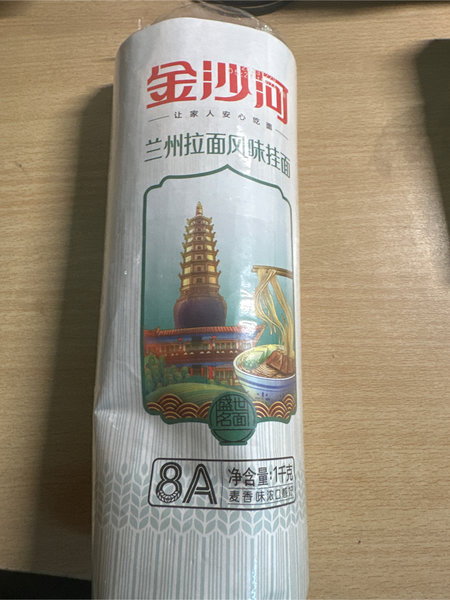 金沙河
让家人安心吃面
兰州拉面风味挂面
盛世
名面
8A
净含量:1千克
麦香味浓口感